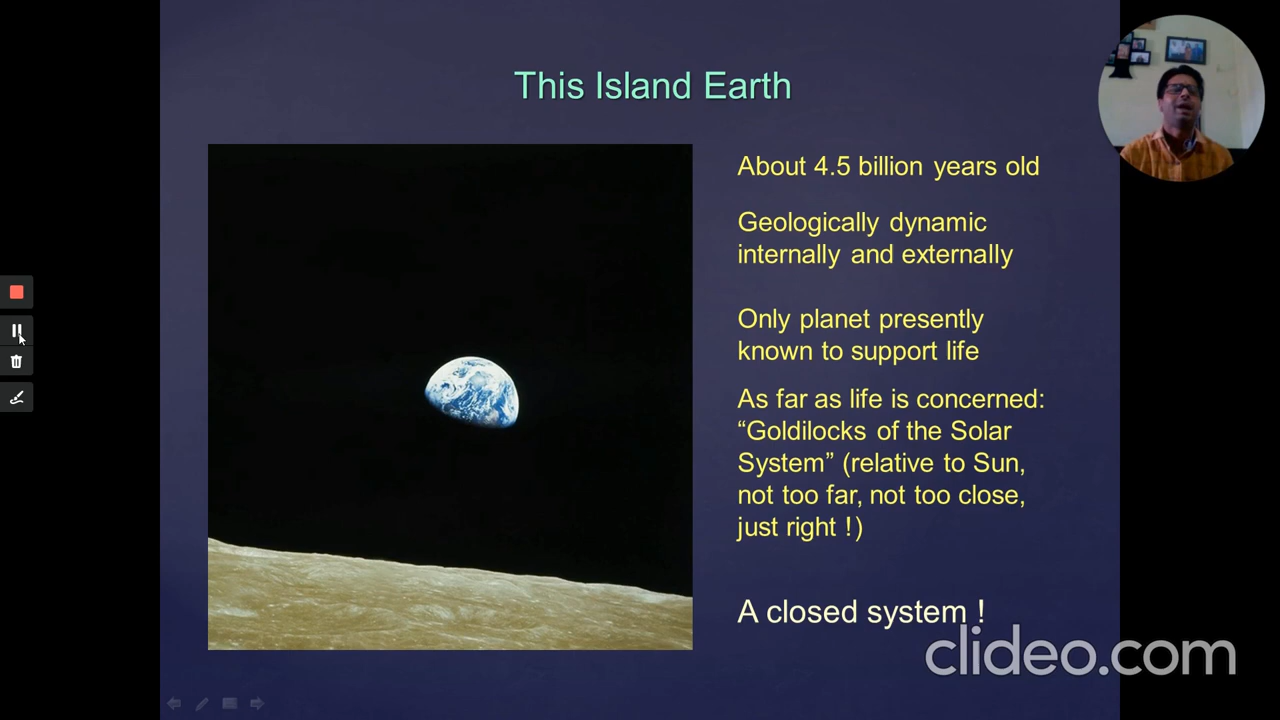 This Island Earth
About 4.5 billion years old
Geologically dynamic
internally and externally
Only planet presently
known to support life
As far as life is concerned:
“Goldilocks of the Solar
System” (relative to Sun,
not too far, not too close,
just right !)
A closed system !
clideo.com